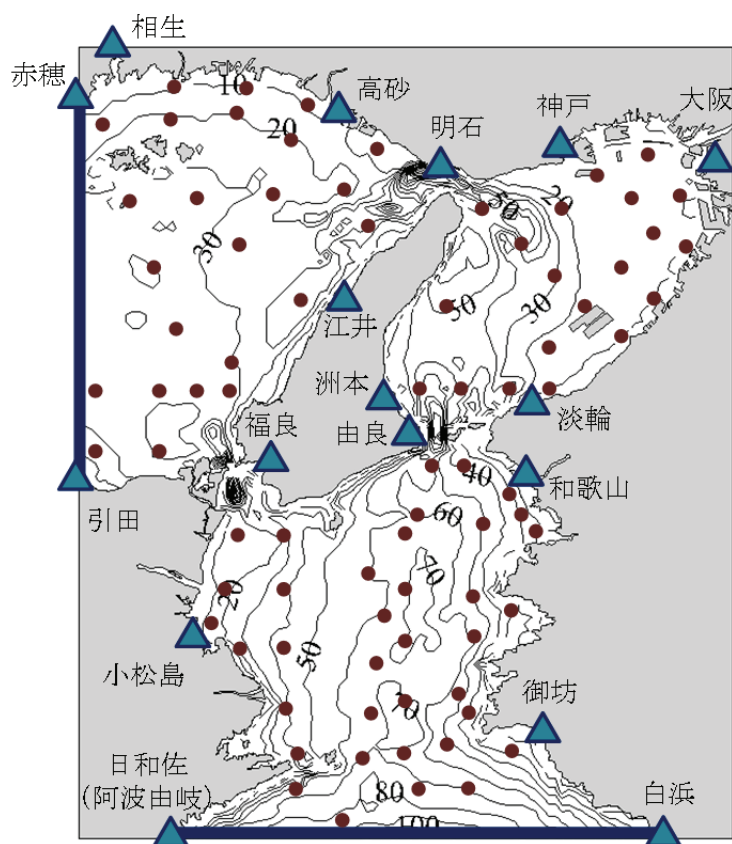 相生
赤穂
高砂
神戸
大阪
明石
10
20
20
50
30
50
30
江井
洲本
淡輪
福良
由良
40
和歌山
引田
60
70
20
50
小松島
70
御坊
日和佐
(阿波由岐)
80
白浜
100